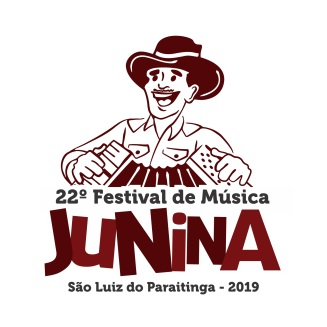 22º Festival de Música
JUNiNA
São Luiz do Paraitinga - 2019